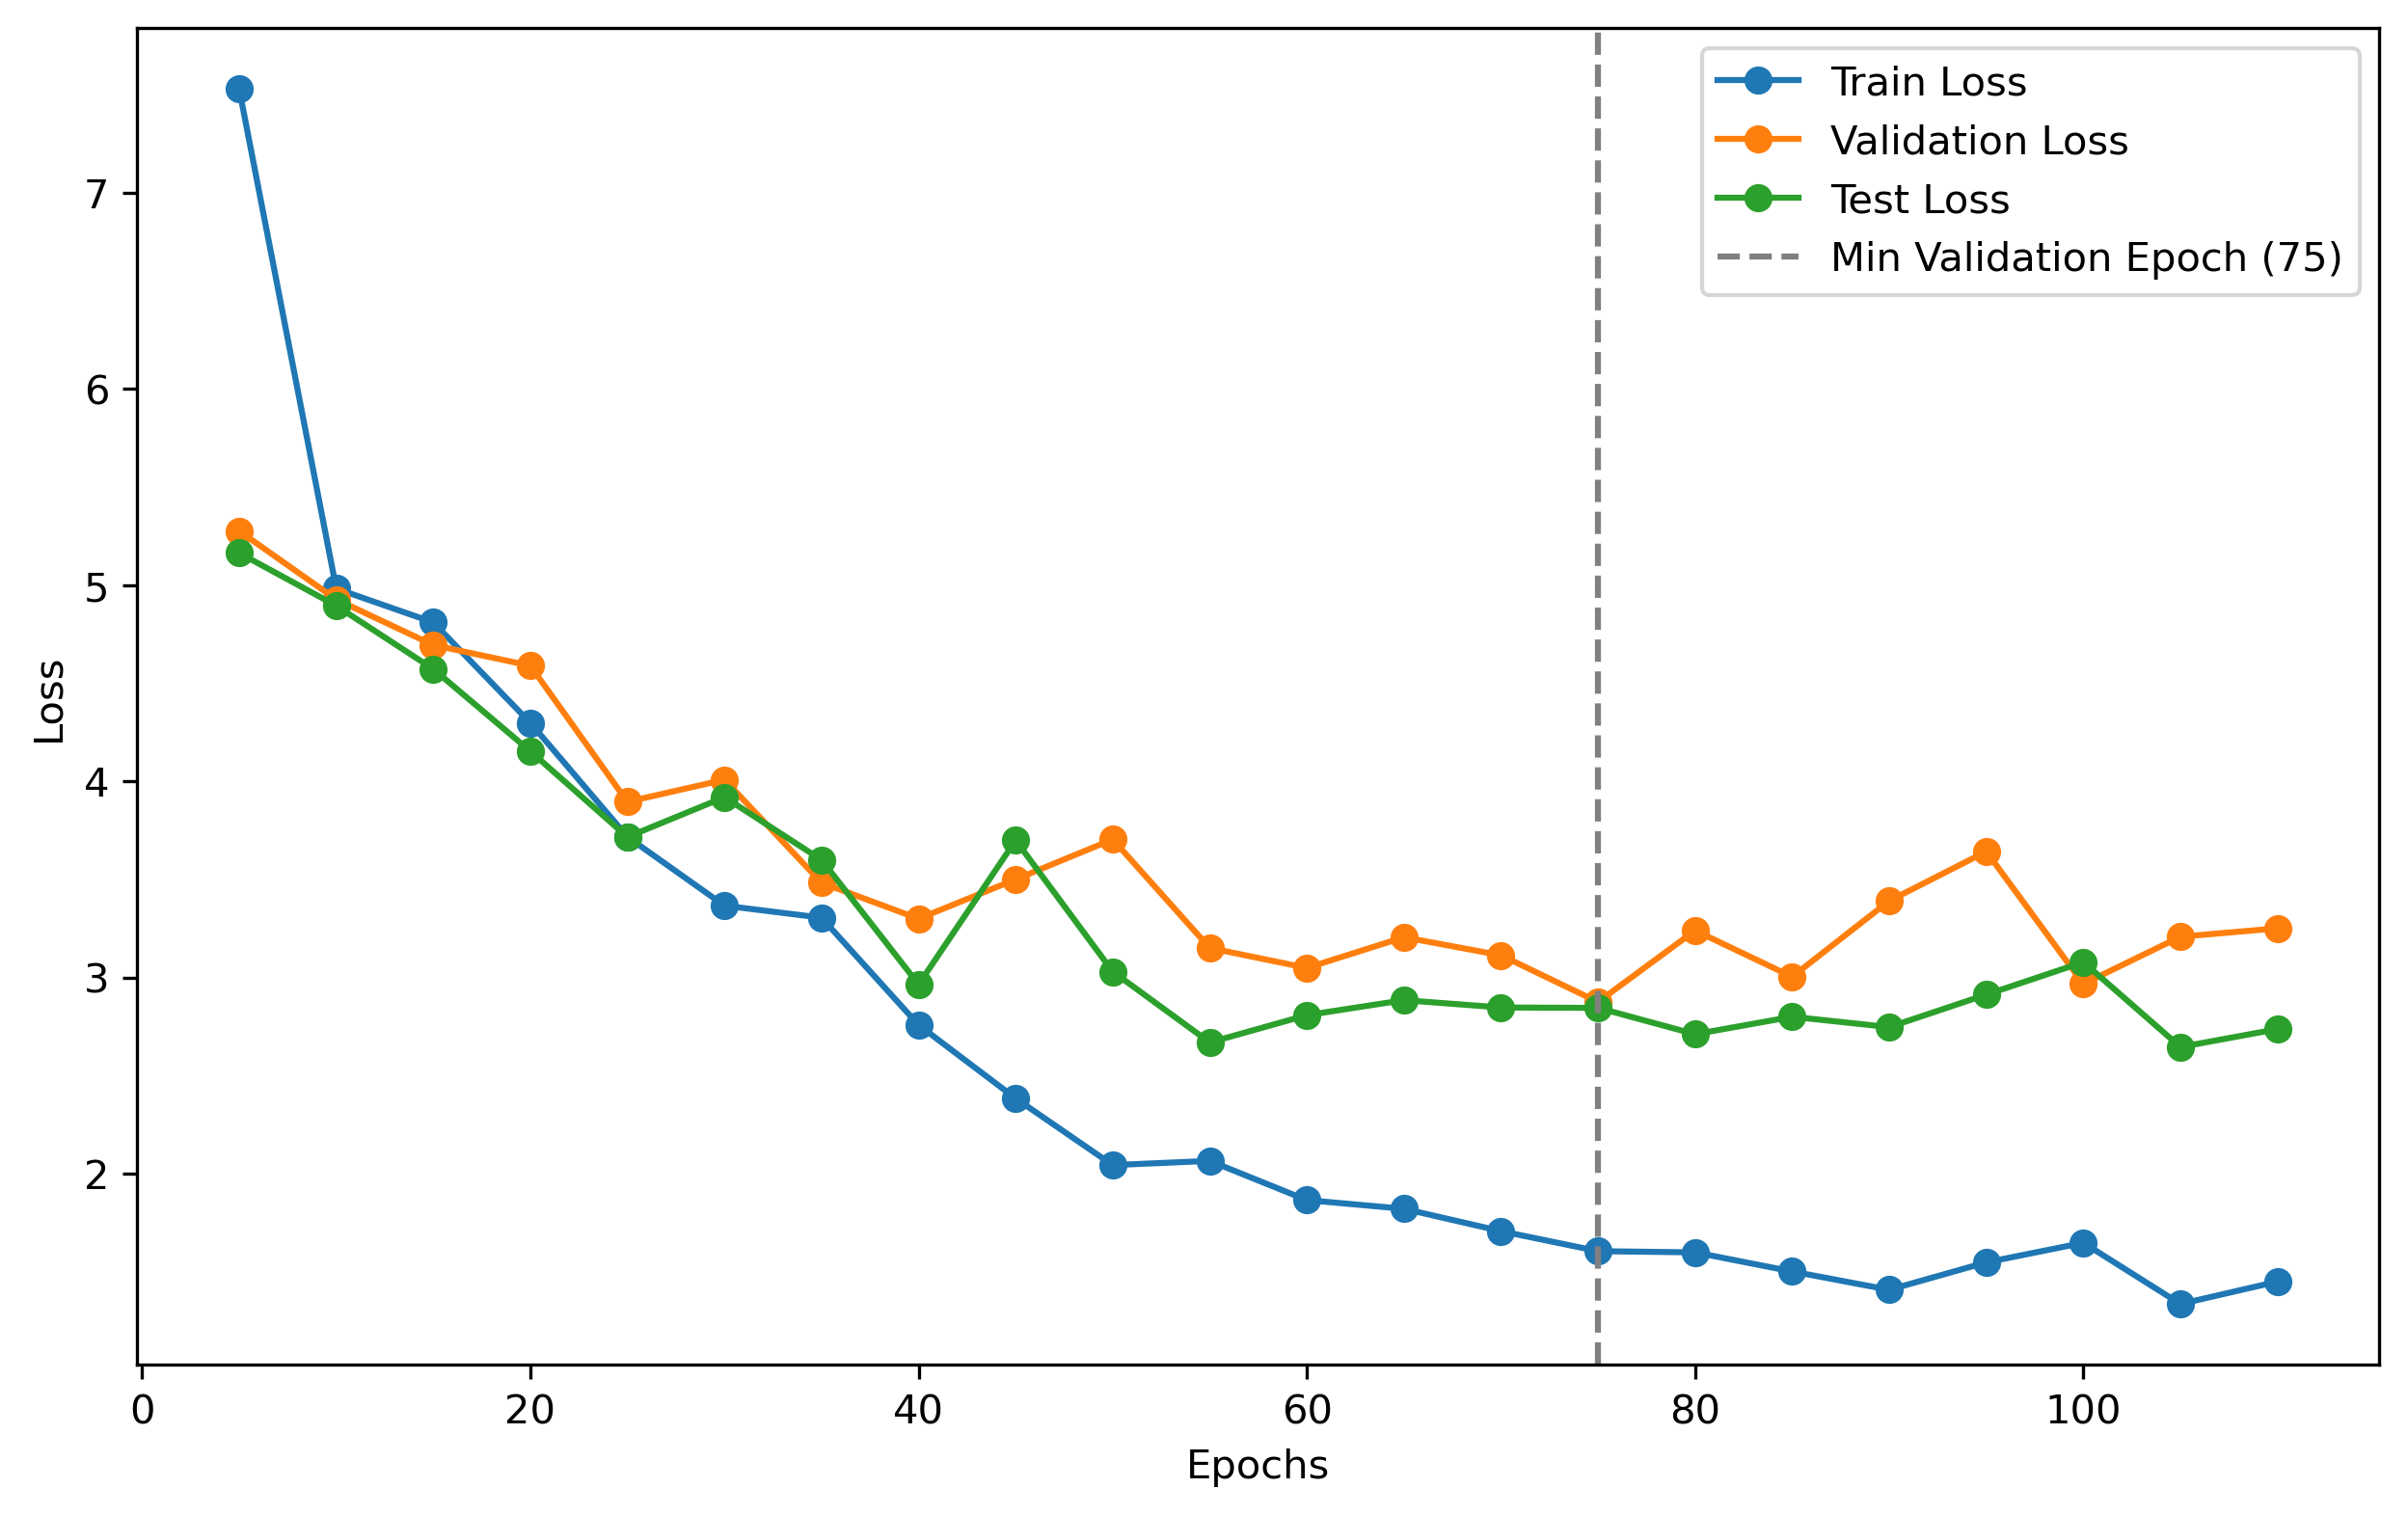 Train Loss
Validation Loss
Test Loss
Min Validation Epoch (75)
7
6
5
4
3
2
Loss
0 20 40 60 80 100
Epochs